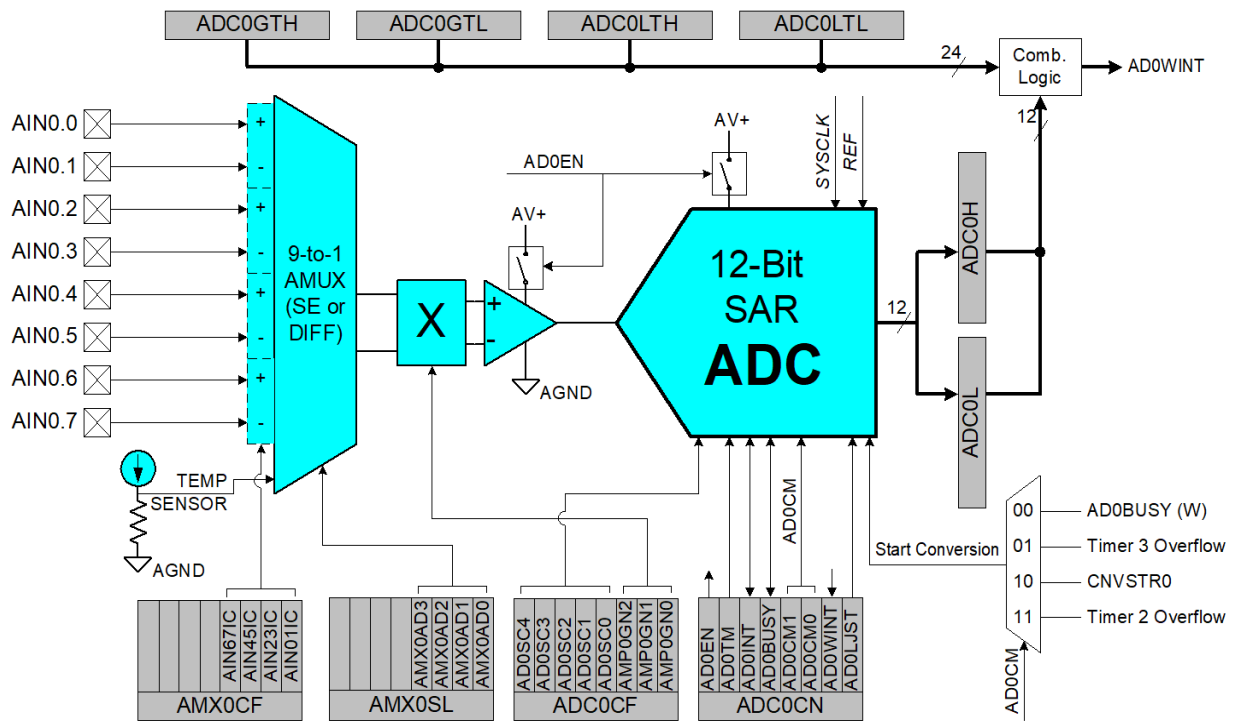 ADC0GTH
ADC0GTL
ADC0LTH
ADC0LTL
24
Comb.
Logic
AD0WINT
12
AIN0.0
AIN0.1
AIN0.2
AIN0.3
AIN0.4
AIN0.5
AIN0.6
AIN0.7
+
-
+
-
+
-
+
-
9-to-1
AMUX
(SE or
DIFF)
TEMP
SENSOR
AGND
X
+
-
AV+
AGND
AD0EN
AV+
SYSCLK
REF
12-Bit
SAR
ADC
12
ADC0H
ADC0L
Start Conversion
00
01
10
11
AD0BUSY (W)
Timer 3 Overflow
CNVSTR0
Timer 2 Overflow
AD0CM
AD0CM
AIN67IC
AIN45IC
AIN23IC
AIN01IC
AMX0CF
AMX0AD3
AMX0AD2
AMX0AD1
AMX0AD0
AMX0SL
AD0SC4
AD0SC3
AD0SC2
AD0SC1
AD0SC0
AMP0GN2
AMP0GN1
AMP0GN0
ADC0CF
AD0EN
AD0TM
AD0INT
AD0BUSY
AD0CM1
AD0CM0
AD0WINT
AD0LJST
ADC0CN